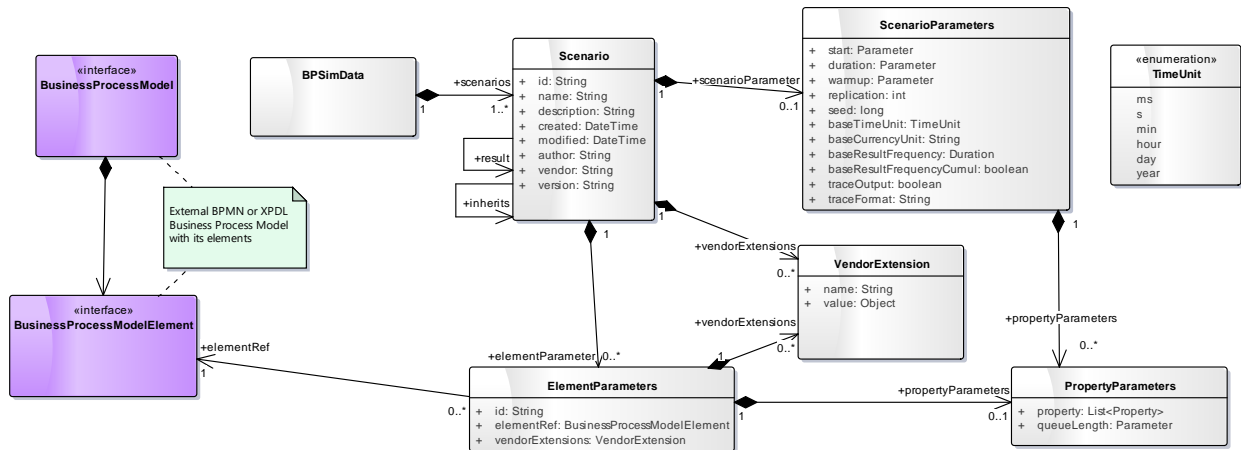 «interface»
BusinessProcessModel
External BPMN or XPDL
Business Process Model
with its elements
«interface»
BusinessProcessModelElement
BPSimData
1
+scenarios
1..*
Scenario
+ id: String
+ name: String
+ description: String
+ created: DateTime
+ modified: DateTime
+ author: String
+ vendor: String
+ version: String
+result
+inherits
1
+scenarioParameter
0..1
ScenarioParameters
+ start: Parameter
+ duration: Parameter
+ warmup: Parameter
+ replication: int
+ seed: long
+ baseTimeUnit: TimeUnit
+ baseCurrencyUnit: String
+ baseResultFrequency: Duration
+ baseResultFrequencyCumul: boolean
+ traceOutput: boolean
+ traceFormat: String
«enumeration»
TimeUnit
ms
s
min
hour
day
year
1
+vendorExtensions
0..*
VendorExtension
+ name: String
+ value: Object
1
+elementParameter
0..*
+vendorExtensions
0..*
1
1
+propertyParameters
0..*
+elementRef
1
0..*
ElementParameters
+ id: String
+ elementRef: BusinessProcessModelElement
+ vendorExtensions: VendorExtension
1
+propertyParameters
0..1
PropertyParameters
+ property: List<Property>
+ queueLength: Parameter